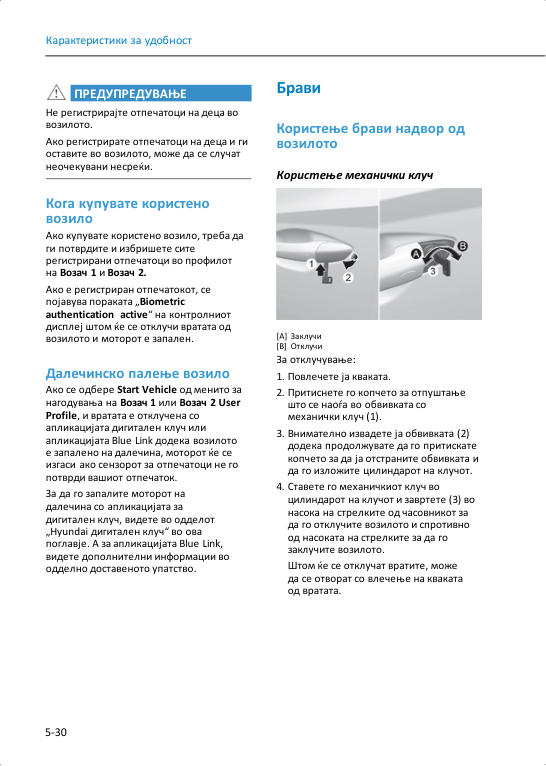 Карактеристики за удобност
ПРЕДУПРЕДУВАЊЕ
Не регистрирајте отпечатоци на деца во
возилото.
Ако регистрирате отпечатоци на деца и ги
оставите во возилото, може да се случат
неочекувани несреќи.
Кога купувате користено
возило
Ако купувате користено возило, треба да
ги потврдите и избришете сите
регистрирани отпечатоци во профилот
на Возач 1 и Возач 2.
Ако е регистриран отпечатокот, се
појавува пораката „Biometric
authentication active“ на контролниот
дисплеј штом ќе се отклучи вратата од
возилото и моторот е запален.
Далечинско палење возило
Ако се одбере Start Vehicle од менито за
нагодувања на Возач 1 или Возач 2 User
Profile, и вратата е отклучена со
апликацијата дигитален клуч или
апликацијата Blue Link додека возилото
е запалено на далечина, моторот ќе се
изгаси ако сензорот за отпечатоци не го
потврди вашиот отпечаток.
За да го запалите моторот на
далечина со апликацијата за
дигитален клуч, видете во одделот
„Hyundai дигитален клуч“ во ова
поглавје. А за апликацијата Blue Link,
видете дополнителни информации во
одделно доставеното упатство.
Брави
Користење брави надвор од
возилото
Користење механички клуч
1
2
A
B
3
[A] Заклучи
[B] Отклучи
За отклучување:
1. Повлечете ја кваката.
2. Притиснете го копчето за отпуштање
што се наоѓа во обвивката со
механички клуч (1).
3. Внимателно извадете ја обвивката (2)
додека продолжувате да го притискате
копчето за да ја отстраните обвивката и
да го изложите цилиндарот на клучот.
4. Ставете го механичкиот клуч во
цилиндарот на клучот и завртете (3) во
насока на стрелките од часовникот за
да го отклучите возилото и спротивно
од насоката на стрелките за да го
заклучите возилото.
Штом ќе се отклучат вратите, може
да се отворат со влечење на кваката
од вратата.
5-30